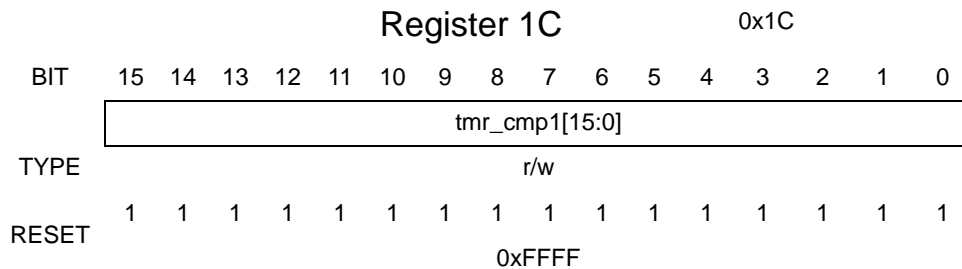 Register 1C 0x1C
BIT 15 14 13 12 11 10 9 8 7 6 5 4 3 2 1 0
tmr_cmp1[15:0]
TYPE r/w
RESET 1 1 1 1 1 1 1 1 1 1 1 1 1 1 1 1
0xFFFF